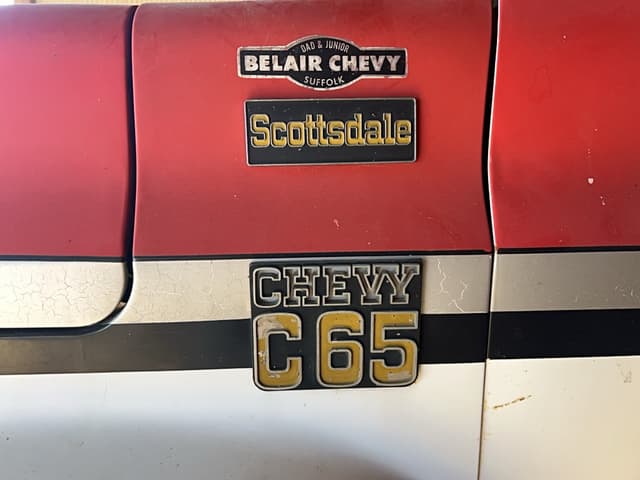 DAD & JUNIOR
BELAIR CHEVY
SUFFOLK
Scottsdale
CHEVY
C65